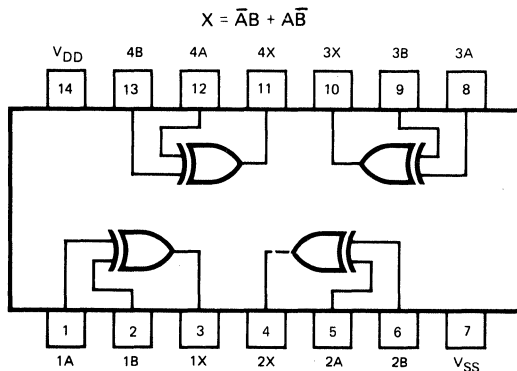 X = A̅B + AB̅
V_DD 4B 4A 4X 3X 3B 3A
14 13 12 11 10 9 8
1 2 3 4 5 6 7
1A 1B 1X 2X 2A 2B V_SS